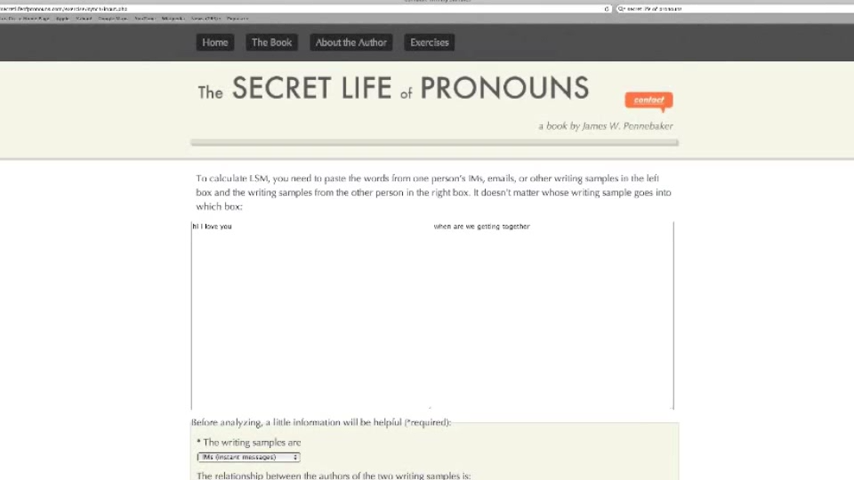 secret life of pronouns
Home The Book About the Author Exercises
The SECRET LIFE of PRONOUNS
contact
a book by James W. Pennebaker
To calculate LSM, you need to paste the words from one person's IMs, emails, or other writing samples in the left
box and the writing samples from the other person in the right box. It doesn't matter whose writing sample goes into
which box:
hi I love you when are we getting together
Before analyzing, a little information will be helpful (*required):
* The writing samples are
IMs (instant messages)
The relationship between the authors of the two writing samples is: